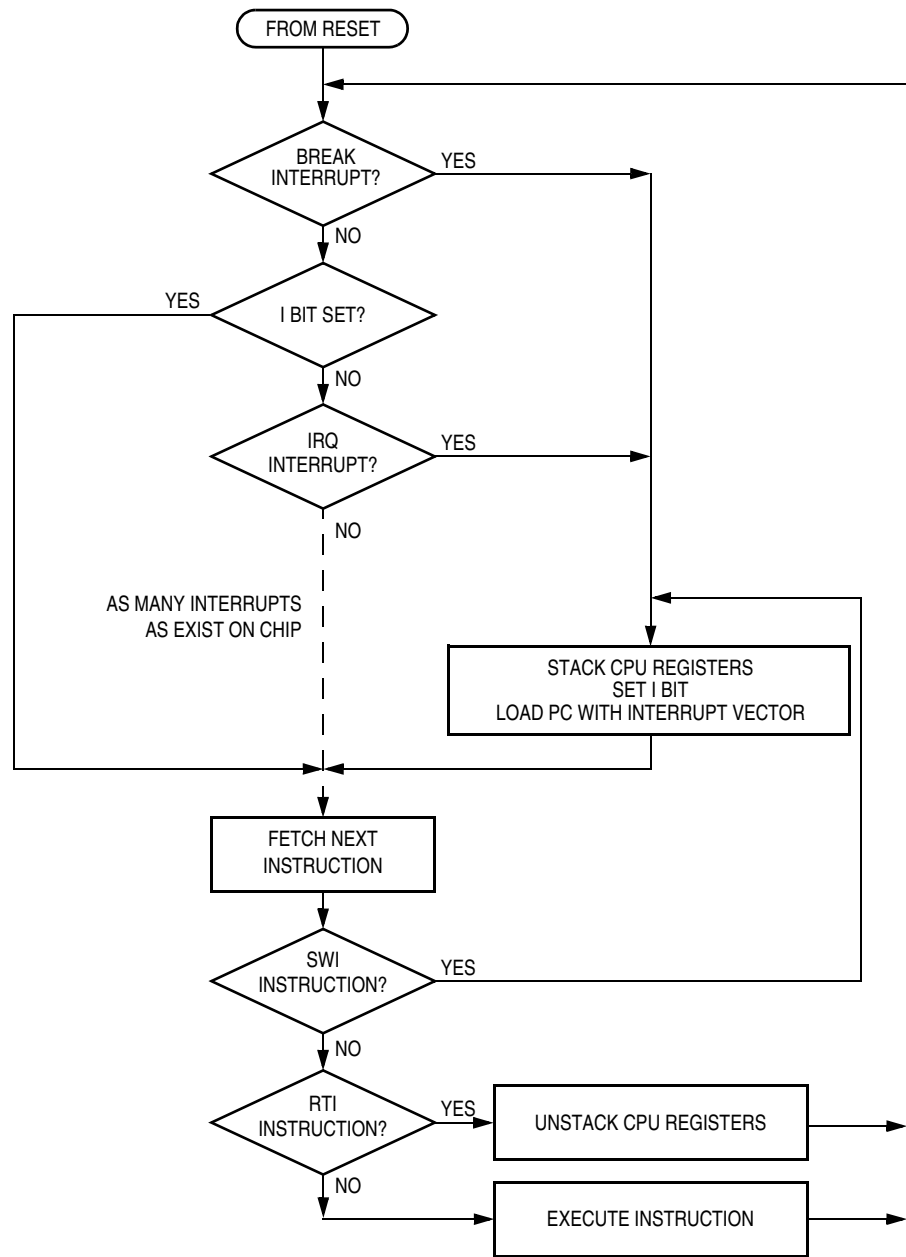 FROM RESET
BREAK
INTERRUPT?
YES
NO
YES
I BIT SET?
NO
IRQ
INTERRUPT?
YES
NO
AS MANY INTERRUPTS
AS EXIST ON CHIP
STACK CPU REGISTERS
SET I BIT
LOAD PC WITH INTERRUPT VECTOR
FETCH NEXT
INSTRUCTION
SWI
INSTRUCTION?
YES
NO
RTI
INSTRUCTION?
YES
UNSTACK CPU REGISTERS
NO
EXECUTE INSTRUCTION